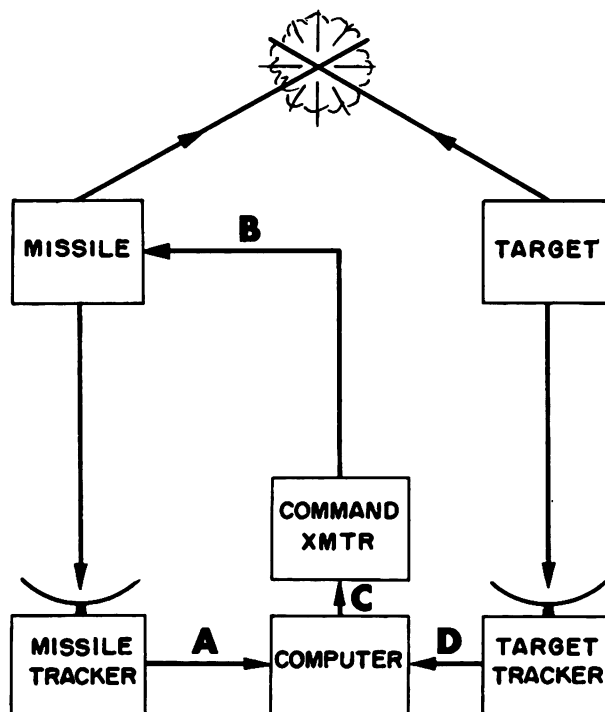 MISSILE
B
TARGET
COMMAND
XMTR
C
MISSILE
TRACKER
A
COMPUTER
D
TARGET
TRACKER